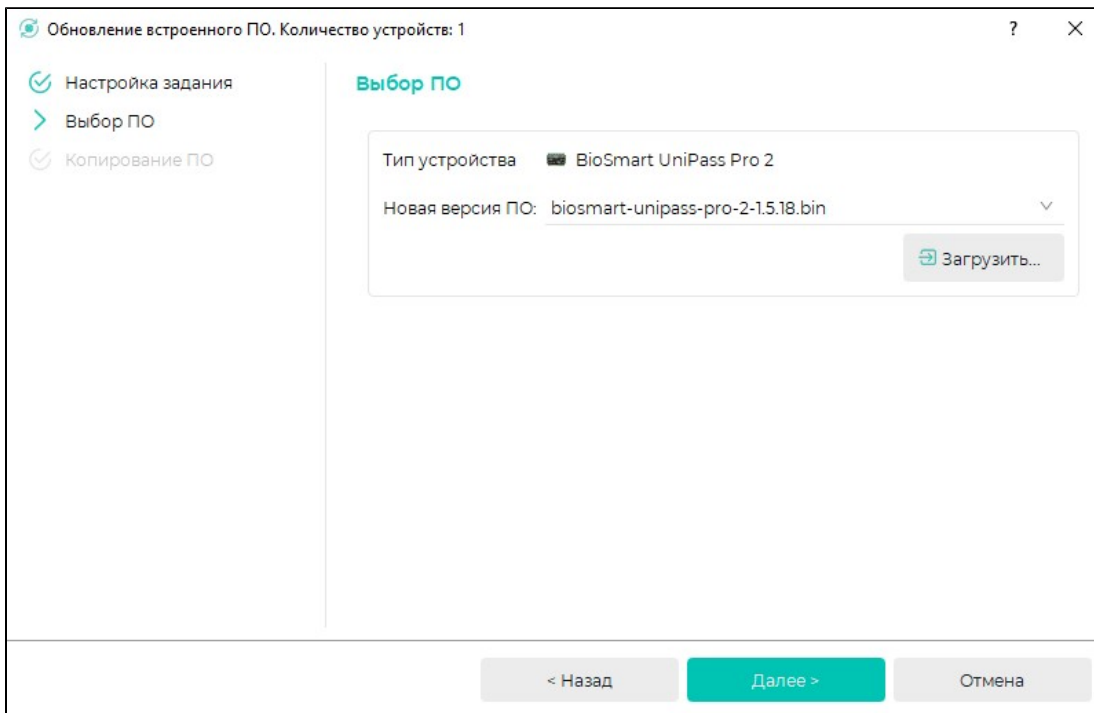 Обновление встроенного ПО. Количество устройств: 1
?
Настройка задания
Выбор ПО
Копирование ПО
Выбор ПО
Тип устройства BioSmart UniPass Pro 2
Новая версия ПО: biosmart-unipass-pro-2-1.5.18.bin
Загрузить...
< Назад Далее > Отмена